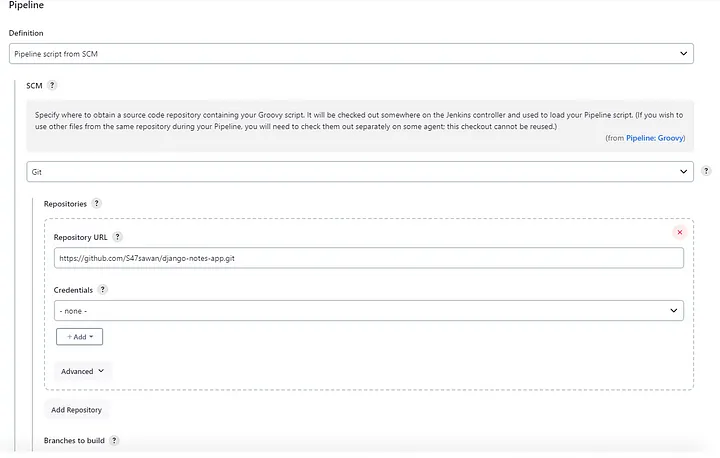 Pipeline
Definition
Pipeline script from SCM
SCM ?
Specify where to obtain a source code repository containing your Groovy script. It will be checked out somewhere on the Jenkins controller and used to load your Pipeline script. (If you wish to
use other files from the same repository during your Pipeline, you will need to check them out separately on some agent; this checkout cannot be reused.)
(from Pipeline: Groovy)
Git
?
Repositories ?
Repository URL ?
https://github.com/S47sawan/django-notes-app.git
Credentials ?
- none -
+ Add
Advanced
Add Repository
Branches to build ?